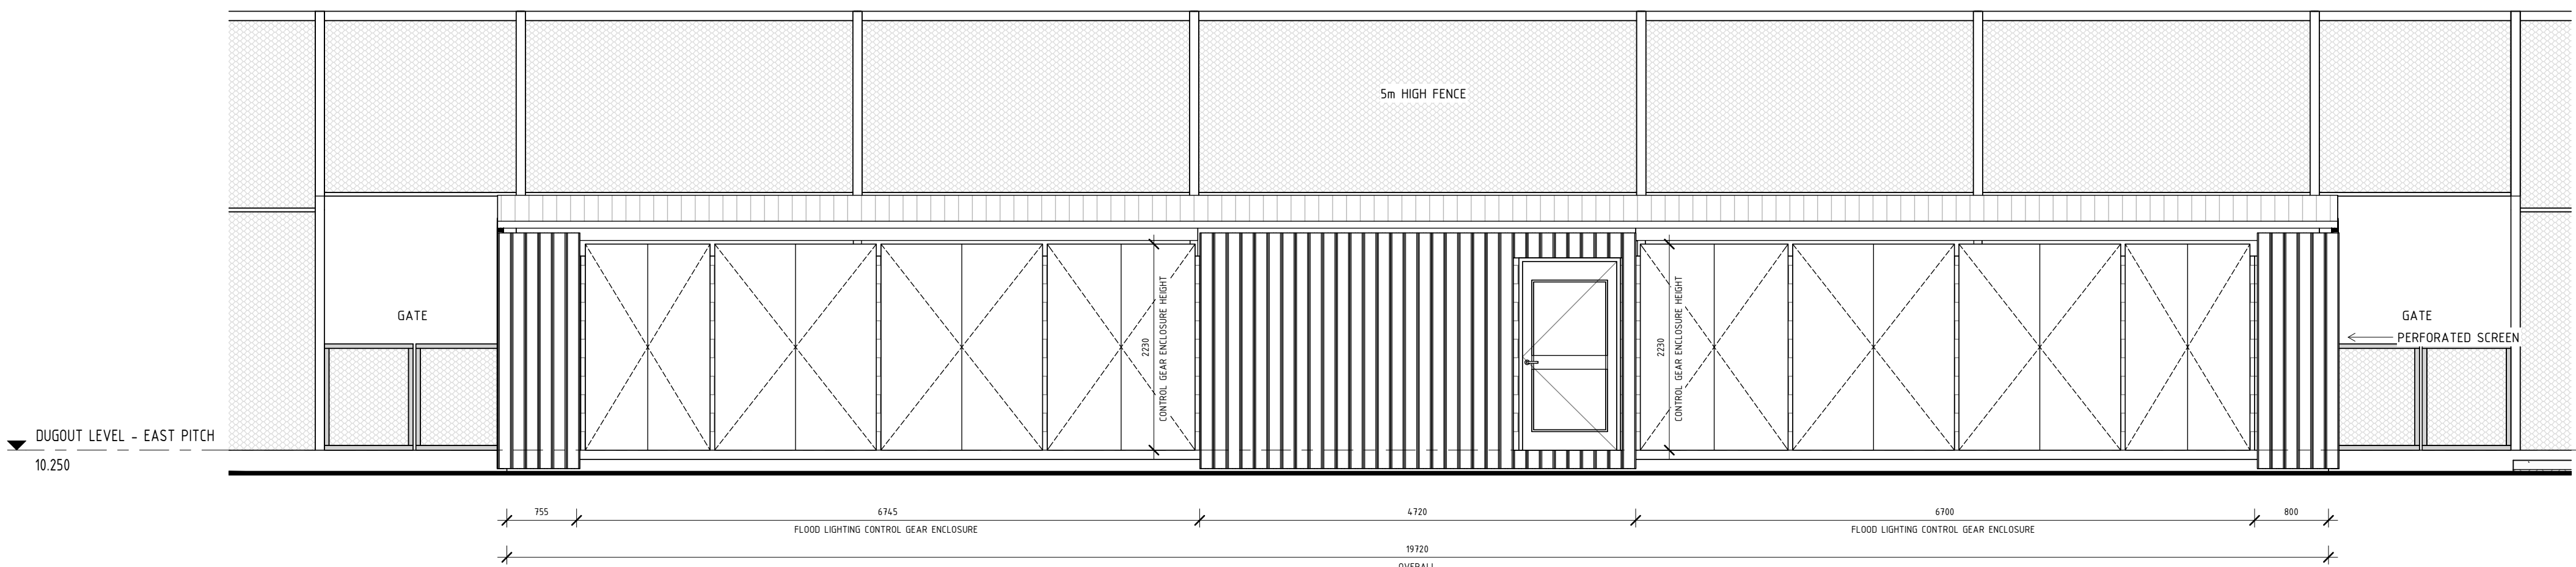 5m HIGH FENCE
GATE
GATE
PERFORATED SCREEN
2230
CONTROL GEAR ENCLOSURE HEIGHT
2230
CONTROL GEAR ENCLOSURE HEIGHT
DUGOUT LEVEL - EAST PITCH
10.250
755
6745
4720
6700
800
FLOOD LIGHTING CONTROL GEAR ENCLOSURE
FLOOD LIGHTING CONTROL GEAR ENCLOSURE
19720
OVERALL